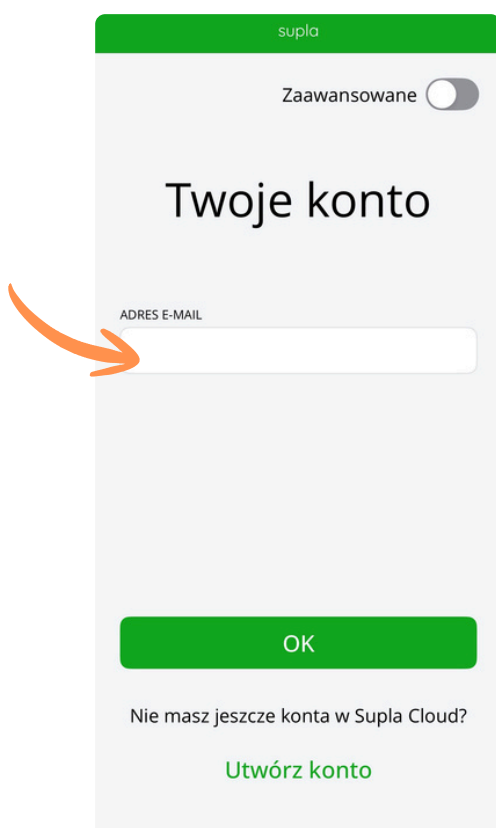 supla
Zaawansowane
Twoje konto
ADRES E-MAIL
OK
Nie masz jeszcze konta w Supla Cloud?
Utwórz konto